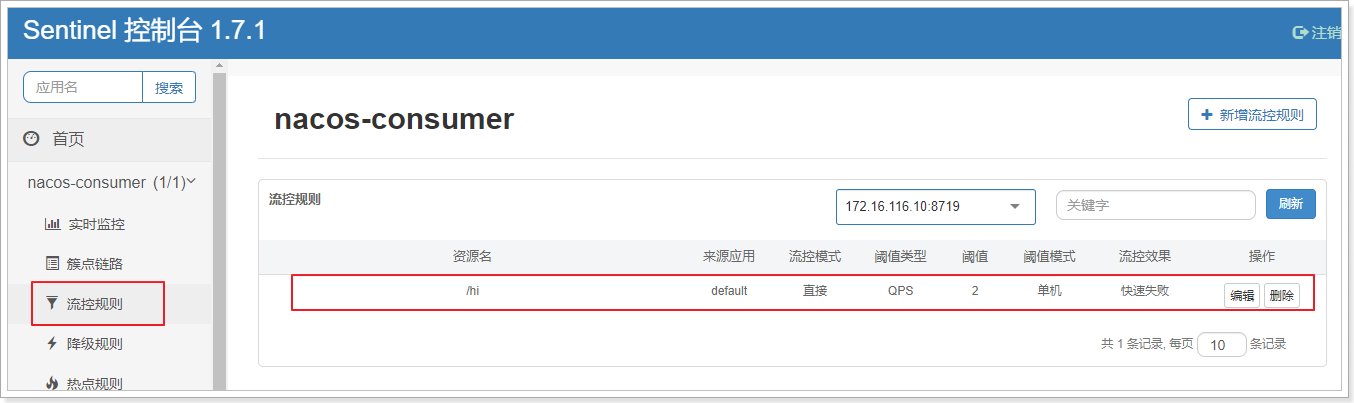 Sentinel 控制台 1.7.1
注销
应用名 搜索
首页
nacos-consumer (1/1)
实时监控
簇点链路
流控规则
降级规则
热点规则
nacos-consumer
新增流控规则
流控规则 172.16.116.10:8719 关键字 刷新
资源名 来源应用 流控模式 阈值类型 阈值 阈值模式 流控效果 操作
/hi default 直接 QPS 2 单机 快速失败 编辑 删除
共 1 条记录, 每页 10 条记录